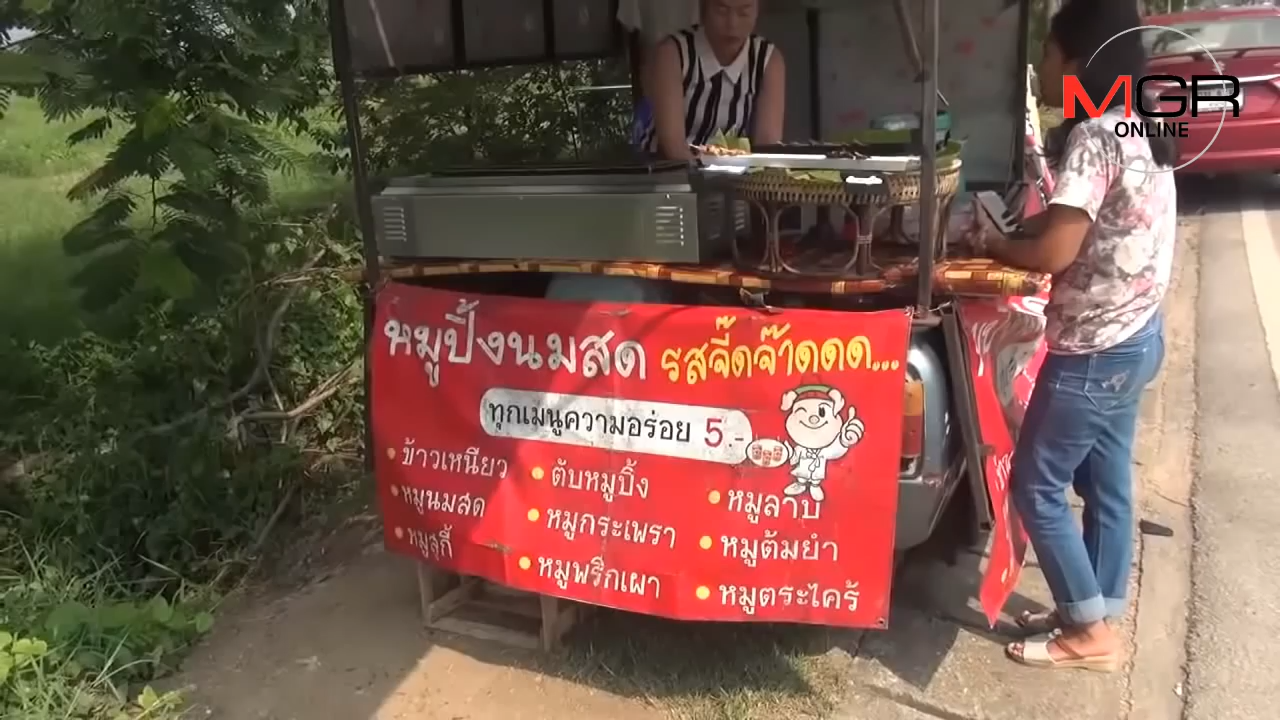 MGR
ONLINE
หมูปิ้งนมสด รสจี๊ดจ๊าดดด...
ทุกเมนูความอร่อย 5.-
• ข้าวเหนียว
• หมูนมสด
• หมูสุกี้
• ตับหมูปิ้ง
• หมูกระเพรา
• หมูพริกเผา
• หมูลาบ
• หมูต้มยำ
• หมูตะไคร้